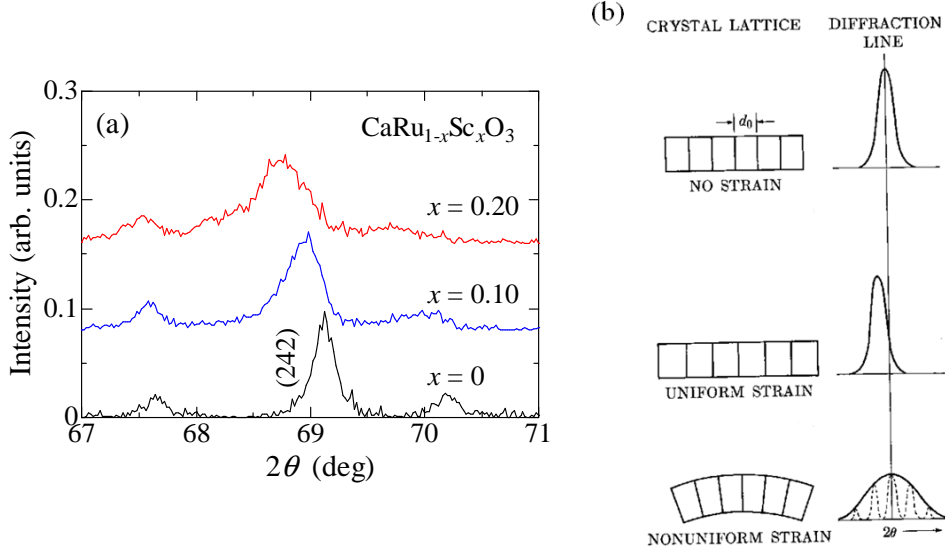 (a)
CaRu1-xScxO3
0.3
0.2
0.1
0
Intensity (arb. units)
x = 0.20
x = 0.10
(242)
x = 0
67
68
69
70
71
2θ (deg)
(b)
CRYSTAL LATTICE
DIFFRACTION
LINE
d0
NO STRAIN
UNIFORM STRAIN
NONUNIFORM STRAIN
2θ